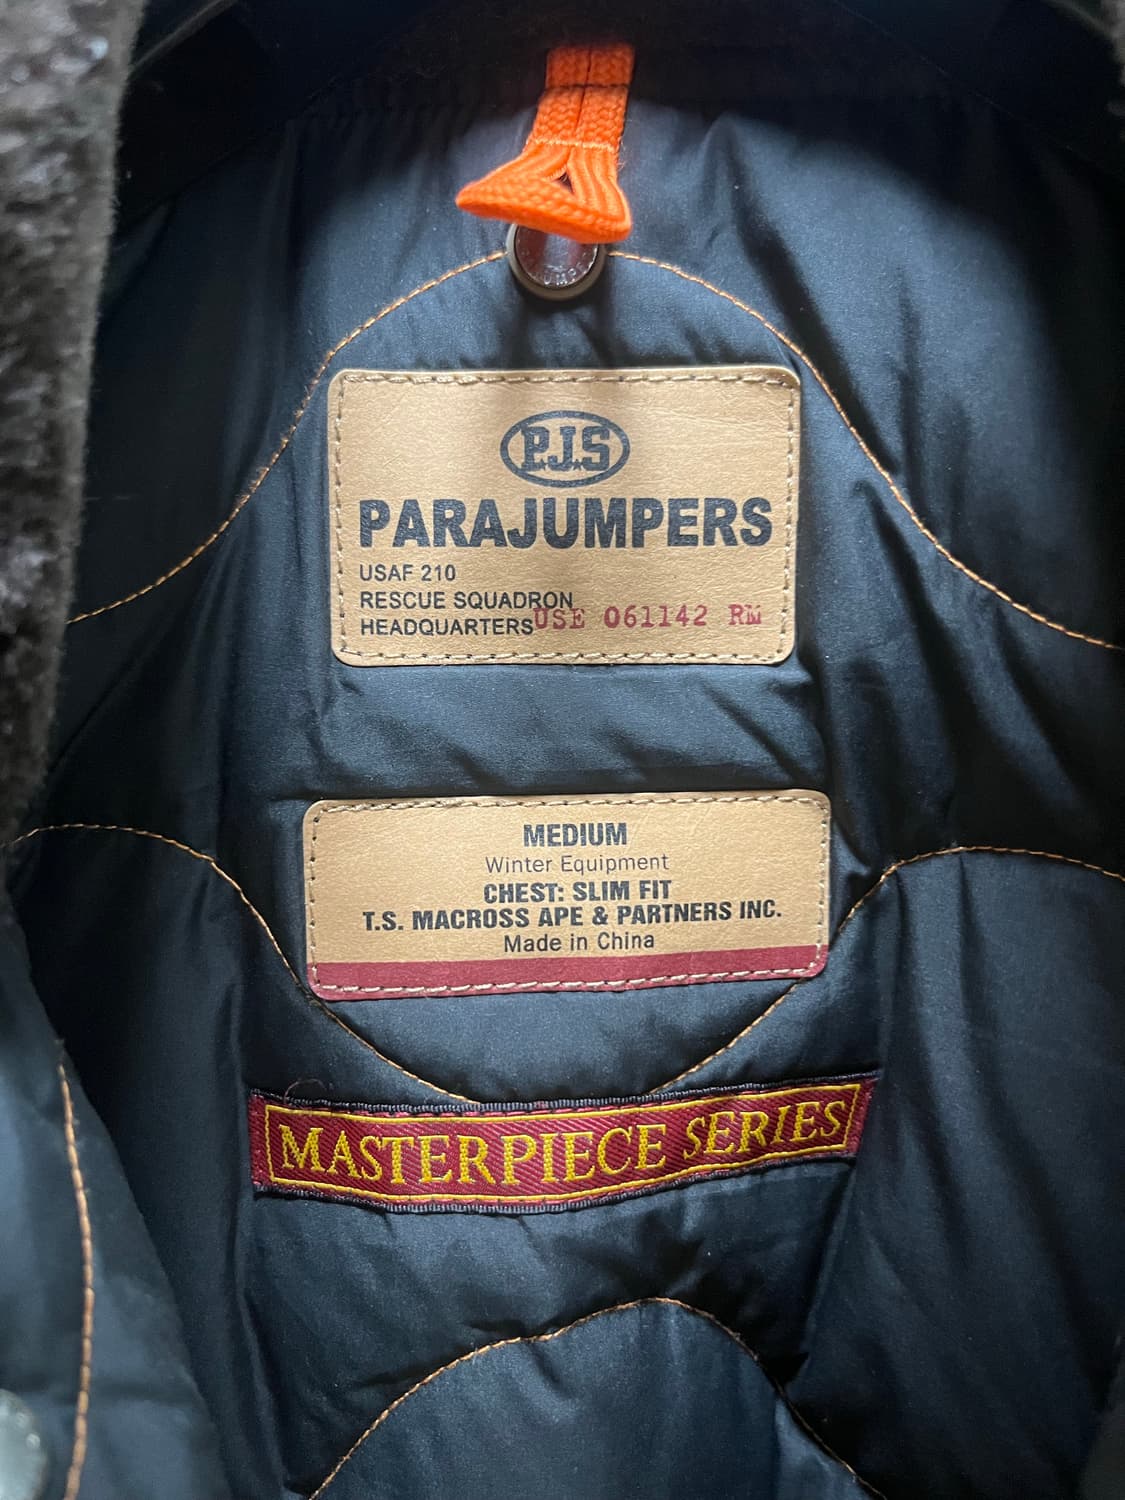 P.J.S
PARAJUMPERS
USAF 210
RESCUE SQUADRON
HEADQUARTERS
USE 061142 RM
MEDIUM
Winter Equipment
CHEST: SLIM FIT
T.S. MACROSS APE & PARTNERS INC.
Made in China
MASTERPIECE SERIES